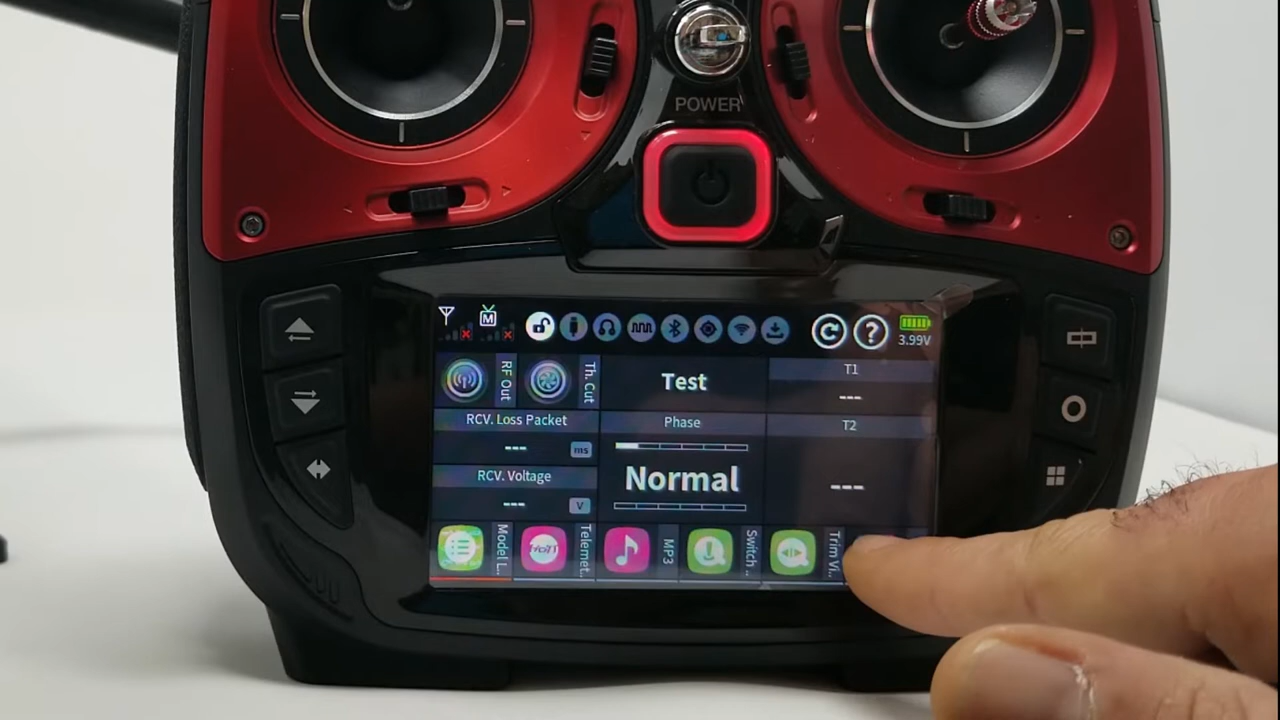 POWER
M
3.99V
RF Out
Th. Cut
Test
T1
---
RCV. Loss Packet
Phase
T2
---
ms
Normal
---
RCV. Voltage
---
V
Model L..
Telemet..
MP3
Switch ..
Trim Vi..